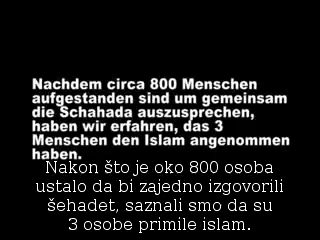 Nachdem circa 800 Menschen
aufgestanden sind um gemeinsam
die Schahada auszusprechen,
haben wir erfahren, das 3
Menschen den Islam angenommen
haben.
Nakon što je oko 800 osoba
ustalo da bi zajedno izgovorili
šehadet, saznali smo da su
3 osobe primile islam.